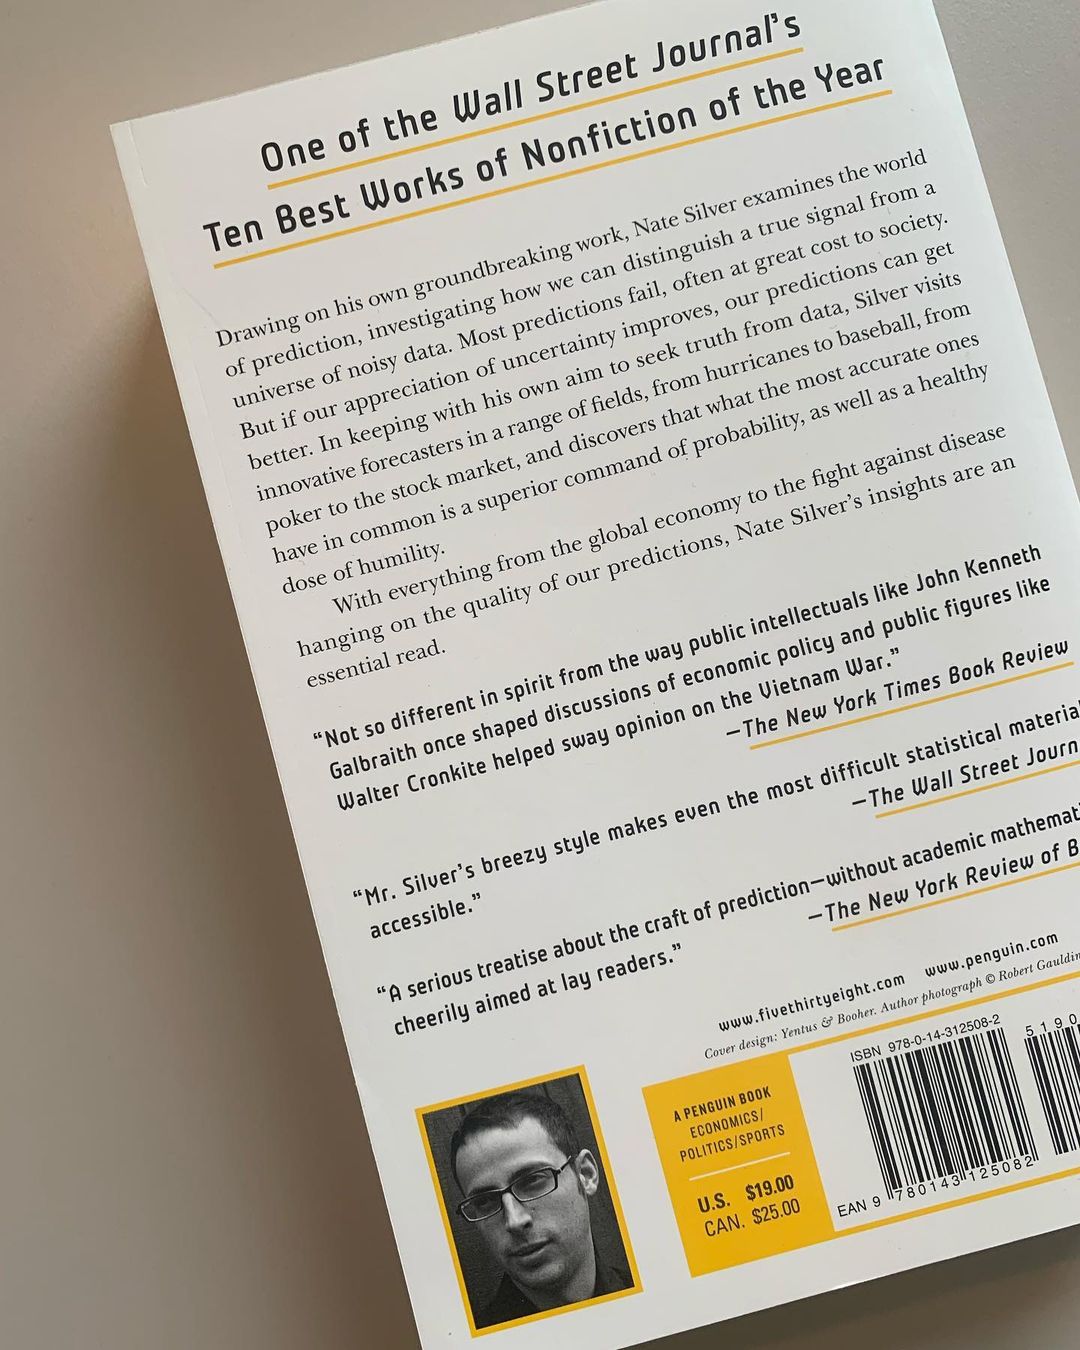 One of the Wall Street Journal's
Ten Best Works of Nonfiction of the Year
Drawing on his own groundbreaking work, Nate Silver examines the world
of prediction, investigating how we can distinguish a true signal from a
universe of noisy data. Most predictions fail, often at great cost to society.
But if our appreciation of uncertainty improves, our predictions can get
better. In keeping with his own aim to seek truth from data, Silver visits
innovative forecasters in a range of fields, from hurricanes to baseball, from
poker to the stock market, and discovers that what the most accurate ones
have in common is a superior command of probability, as well as a healthy
dose of humility.
With everything from the global economy to the fight against disease
hanging on the quality of our predictions, Nate Silver's insights are an
essential read.
“Not so different in spirit from the way public intellectuals like John Kenneth
Galbraith once shaped discussions of economic policy and public figures like
Walter Cronkite helped sway opinion on the Vietnam War.”
—The New York Times Book Review
“Mr. Silver's breezy style makes even the most difficult statistical material
accessible.”
—The Wall Street Journ
“A serious treatise about the craft of prediction—without academic mathemati
cheerily aimed at lay readers.”
—The New York Review of B
www.fivethirtyeight.com www.penguin.com
Cover design: Yentus & Booher. Author photograph © Robert Gauldin
A PENGUIN BOOK
ECONOMICS/
POLITICS/SPORTS
U.S. $19.00
CAN. $25.00
ISBN 978-0-14-312508-2
5 1 9 0
EAN 9 780143 125082